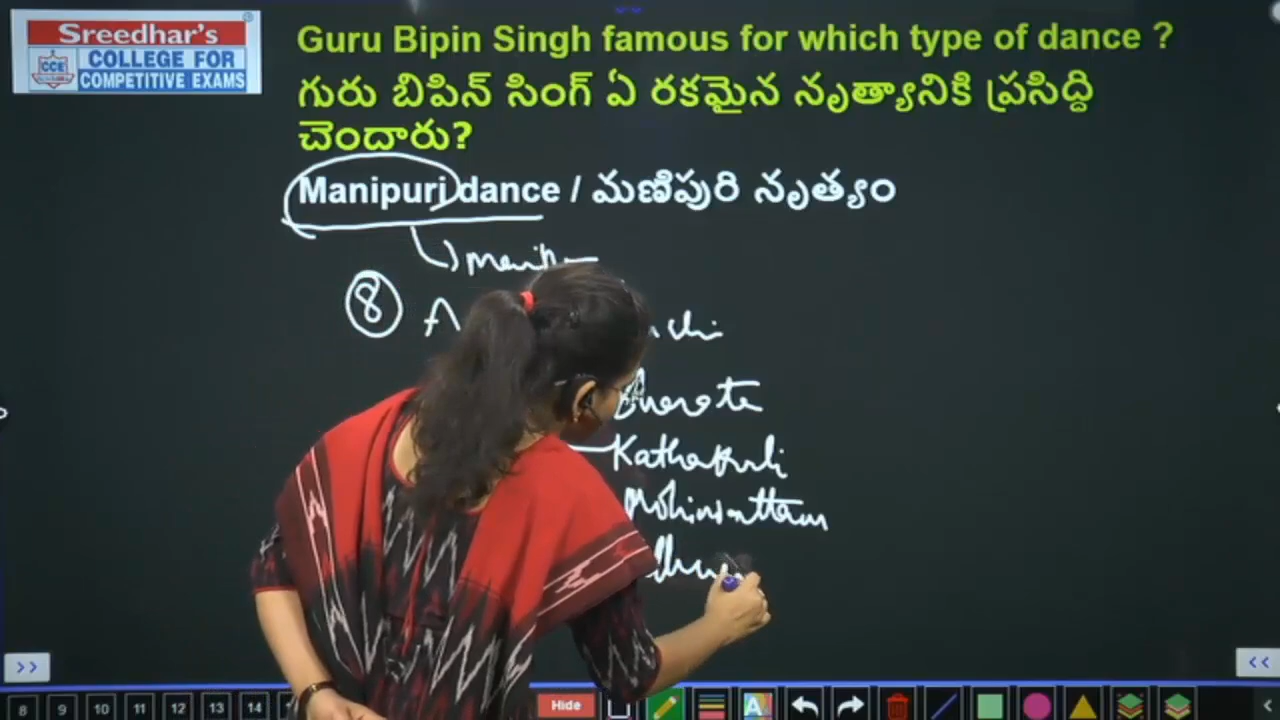 Sreedhar's
CCE
COLLEGE FOR
COMPETITIVE EXAMS
Guru Bipin Singh famous for which type of dance ?
గురు బిపిన్ సింగ్ ఏ రకమైన నృత్యానికి ప్రసిద్ధి
చెందారు?
Manipuri dance / మణిపురి నృత్యం
8
Kathakali
>>
<<
8 9 10 11 12 13 14 1
Hide